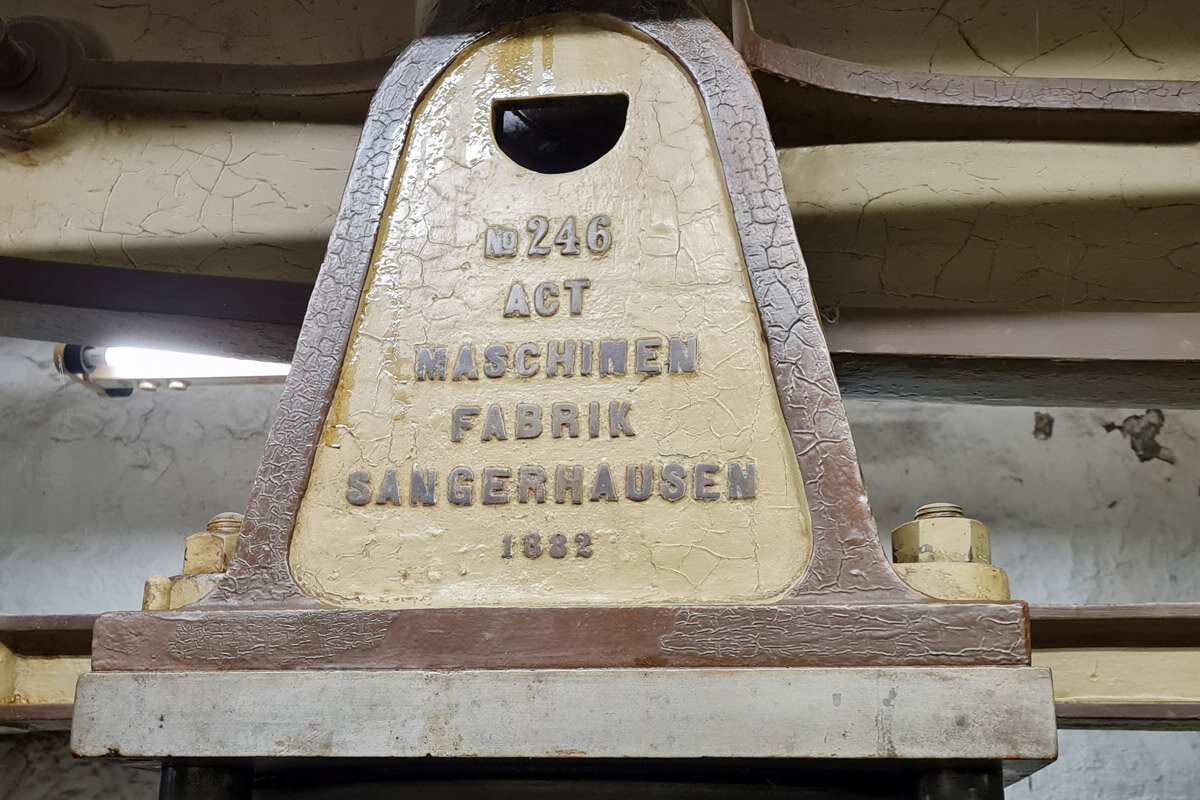 No 246
ACT
MASCHINEN
FABRIK
SANGERHAUSEN
1882